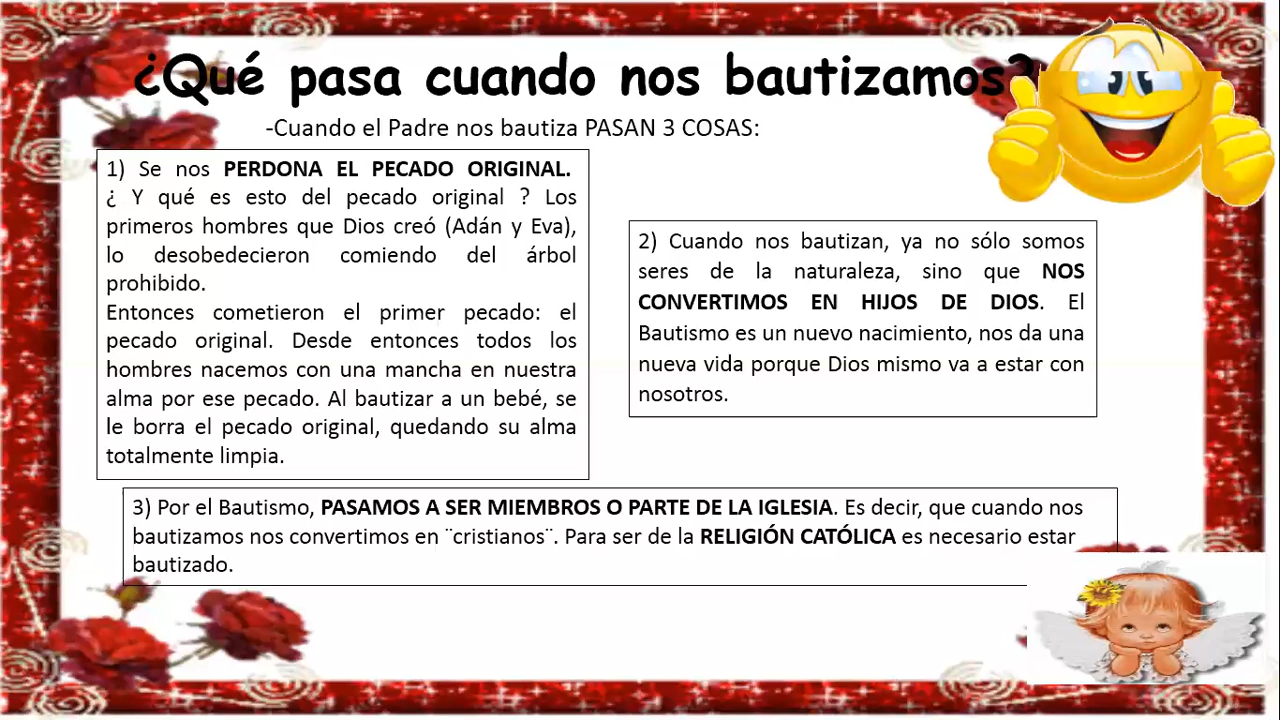 ¿Qué pasa cuando nos bautizamos?
-Cuando el Padre nos bautiza PASAN 3 COSAS:
1) Se nos PERDONA EL PECADO ORIGINAL.
¿ Y qué es esto del pecado original ? Los
primeros hombres que Dios creó (Adán y Eva),
lo desobedecieron comiendo del árbol
prohibido.
Entonces cometieron el primer pecado: el
pecado original. Desde entonces todos los
hombres nacemos con una mancha en nuestra
alma por ese pecado. Al bautizar a un bebé, se
le borra el pecado original, quedando su alma
totalmente limpia.
2) Cuando nos bautizan, ya no sólo somos
seres de la naturaleza, sino que NOS
CONVERTIMOS EN HIJOS DE DIOS. El
Bautismo es un nuevo nacimiento, nos da una
nueva vida porque Dios mismo va a estar con
nosotros.
3) Por el Bautismo, PASAMOS A SER MIEMBROS O PARTE DE LA IGLESIA. Es decir, que cuando nos
bautizamos nos convertimos en ¨cristianos¨. Para ser de la RELIGIÓN CATÓLICA es necesario estar
bautizado.